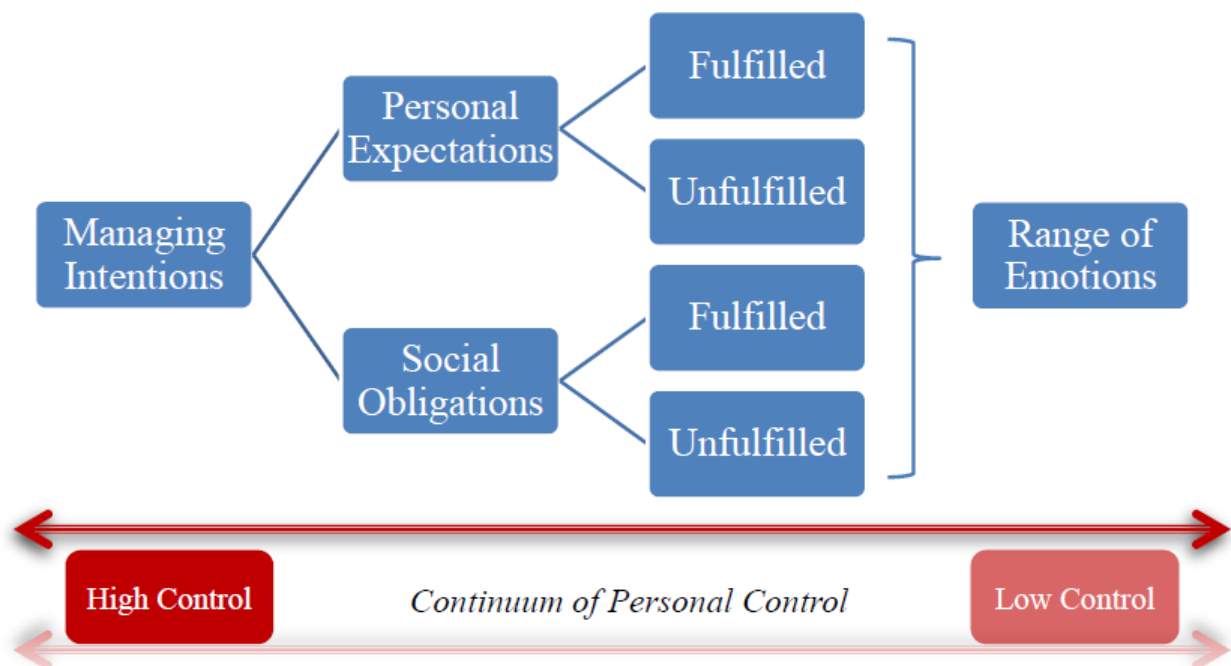 Managing
Intentions
Personal
Expectations
Social
Obligations
Fulfilled
Unfulfilled
Fulfilled
Unfulfilled
Range of
Emotions
High Control
Continuum of Personal Control
Low Control